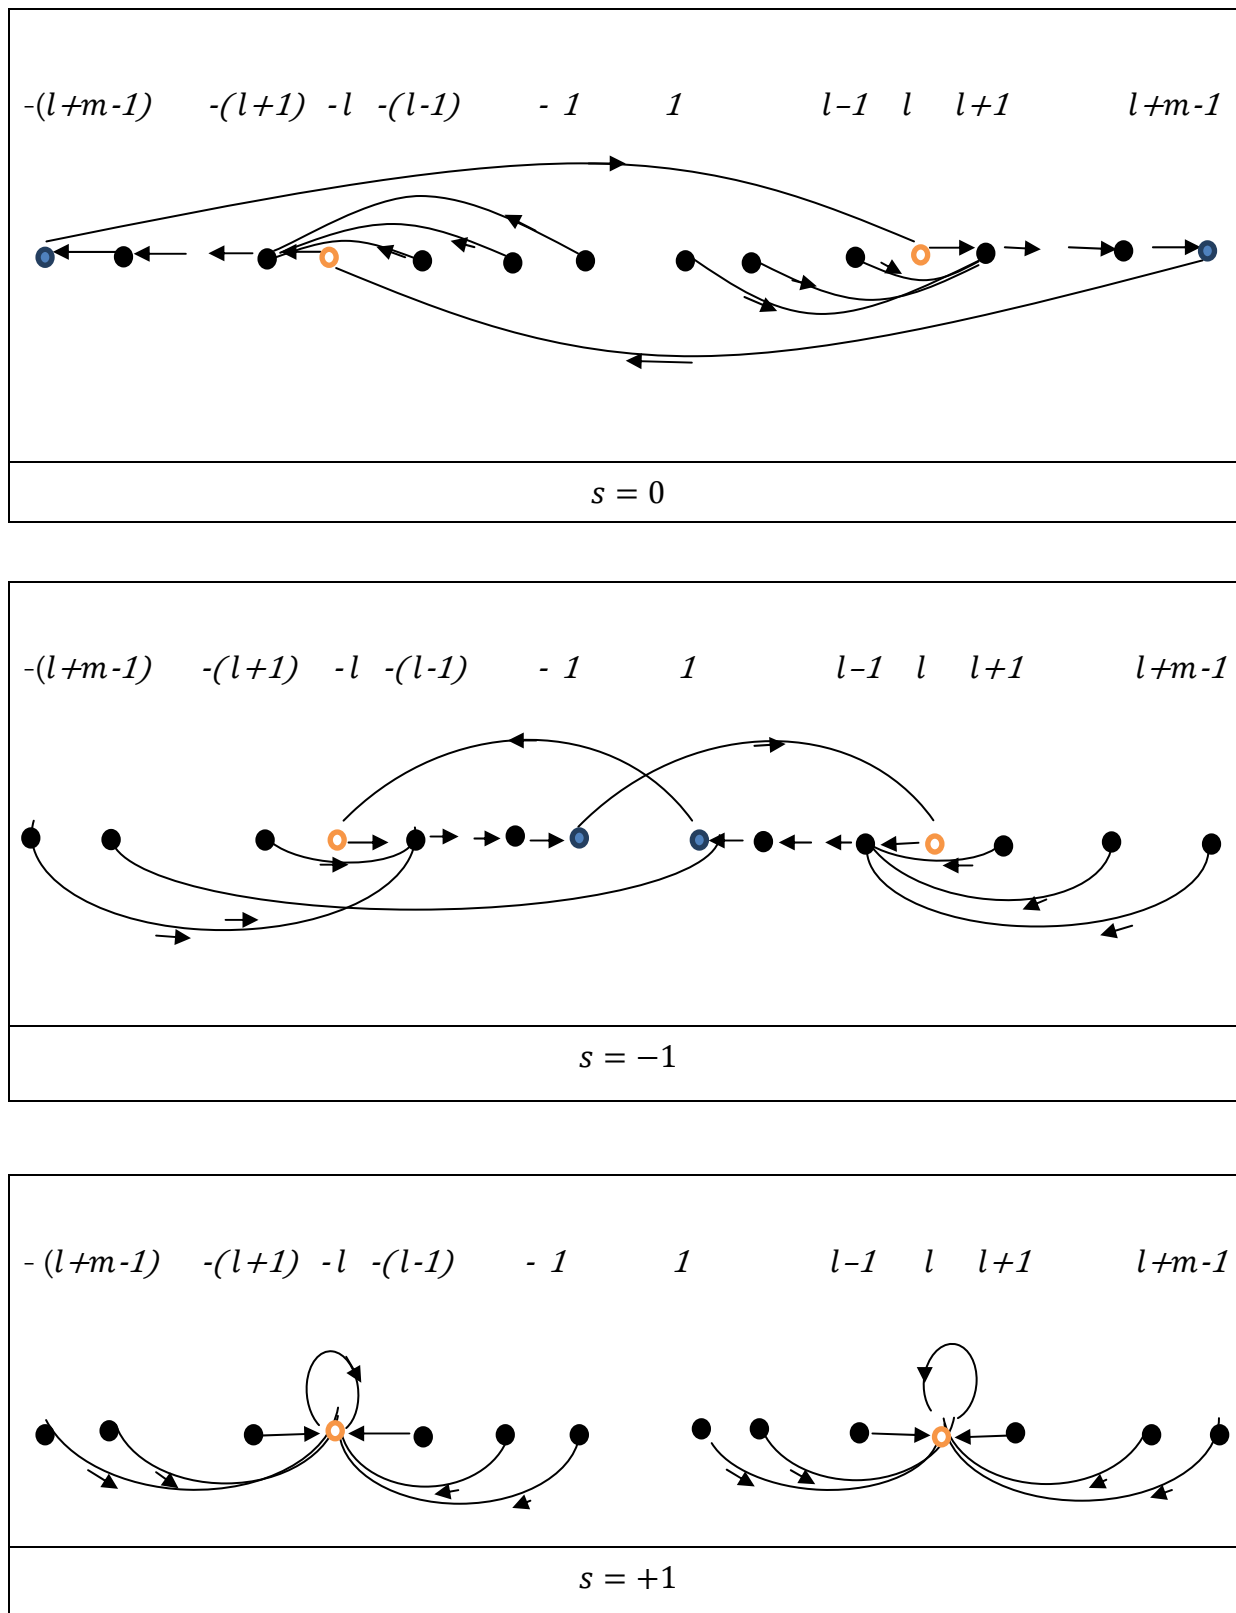 -(l+m-1) -(l+1) -l -(l-1) - 1 1 l-1 l l+1 l+m-1
s = 0
-(l+m-1) -(l+1) -l -(l-1) - 1 1 l-1 l l+1 l+m-1
s = −1
- (l+m-1) -(l+1) -l -(l-1) - 1 1 l-1 l l+1 l+m-1
s = +1